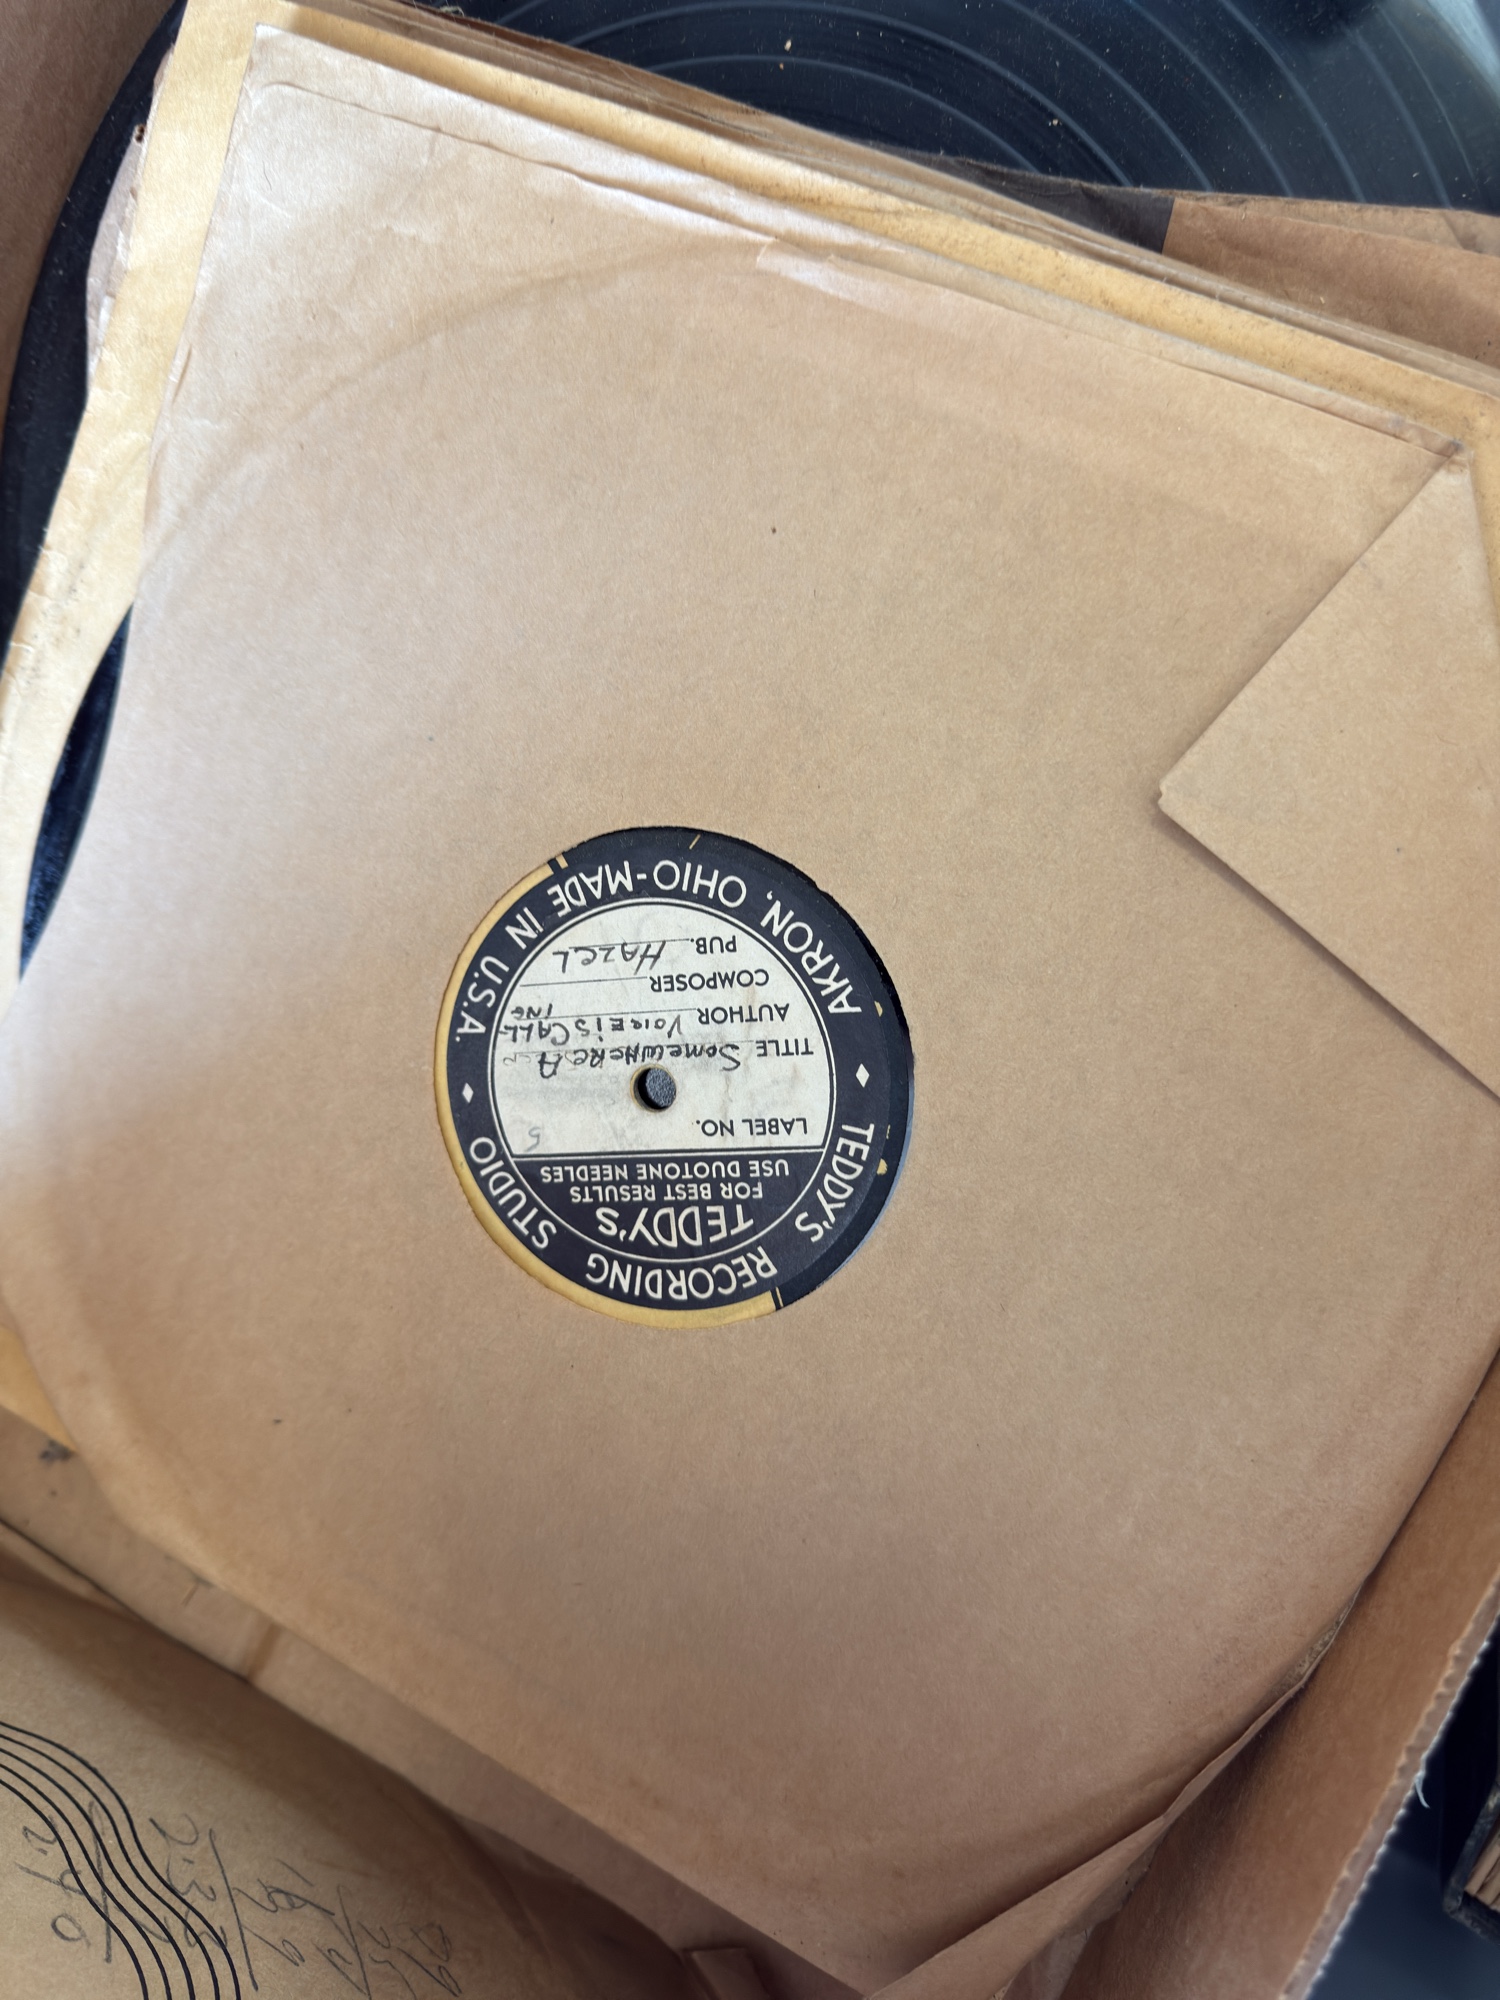 TEDDY'S RECORDING STUDIO
AKRON, OHIO-MADE IN U.S.A.
TEDDY'S
FOR BEST RESULTS
USE DUOTONE NEEDLES
LABEL NO. 5
TITLE SOMEWHERE A
VOICE IS CALL
AUTHOR ING
COMPOSER
PUB. HAZEL